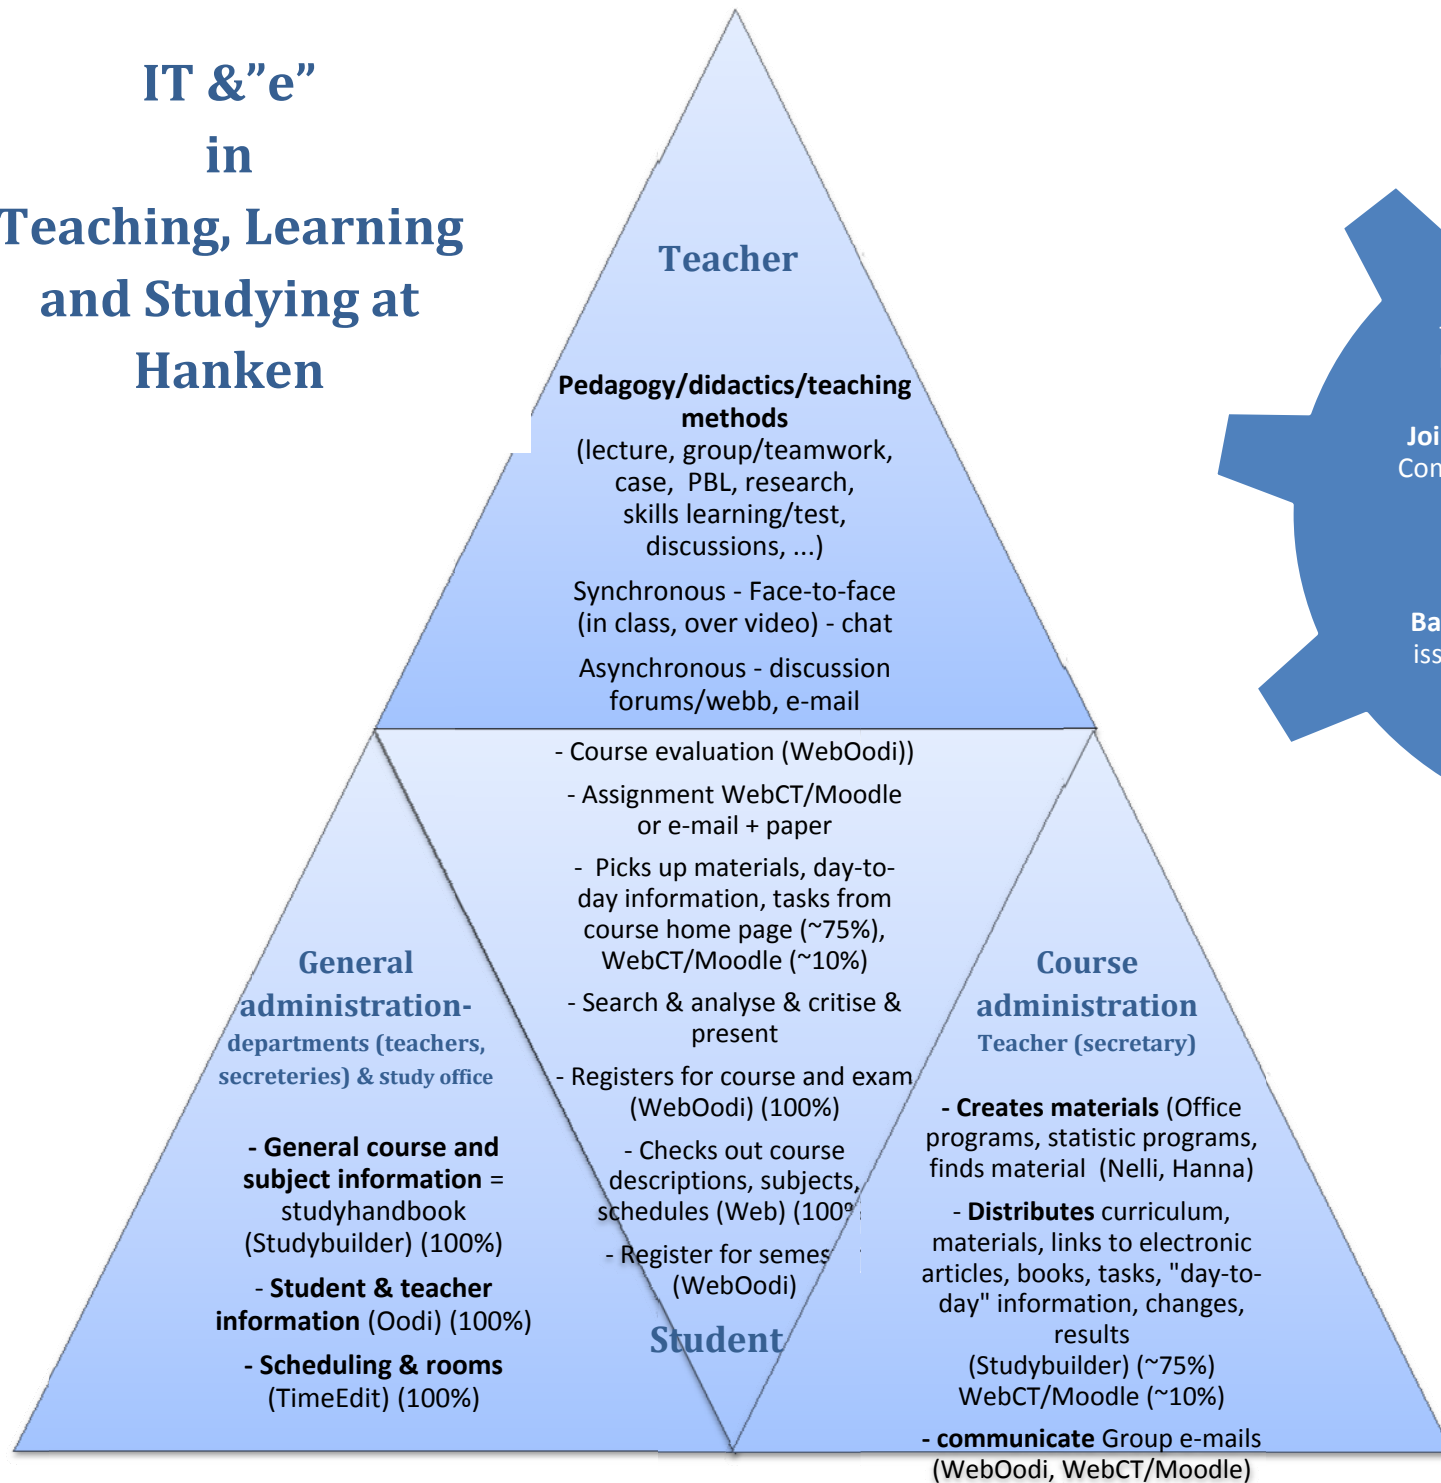 IT &”e”
in
Teaching, Learning
and Studying at
Hanken
Teacher
Pedagogy/didactics/teaching
methods
(lecture, group/teamwork,
case, PBL, research,
skills learning/test,
discussions, ...)
Synchronous - Face-to-face
(in class, over video) - chat
Asynchronous - discussion
forums/webb, e-mail
- Course evaluation (WebOodi))
- Assignment WebCT/Moodle
or e-mail + paper
- Picks up materials, day-to-
day information, tasks from
course home page (~75%),
WebCT/Moodle (~10%)
- Search & analyse & critise &
present
- Registers for course and exam
(WebOodi) (100%)
- Checks out course
descriptions, subjects,
schedules (Web) (100%
- Register for semes
(WebOodi)
Student
General
administration-
departments (teachers,
secreteries) & study office
- General course and
subject information =
studyhandbook
(Studybuilder) (100%)
- Student & teacher
information (Oodi) (100%)
- Scheduling & rooms
(TimeEdit) (100%)
Course
administration
Teacher (secretary)
- Creates materials (Office
programs, statistic programs,
finds material (Nelli, Hanna)
- Distributes curriculum,
materials, links to electronic
articles, books, tasks, "day-to-
day" information, changes,
results
(Studybuilder) (~75%)
WebCT/Moodle (~10%)
- communicate Group e-mails
(WebOodi, WebCT/Moodle)
Joi
Con
Ba
iss